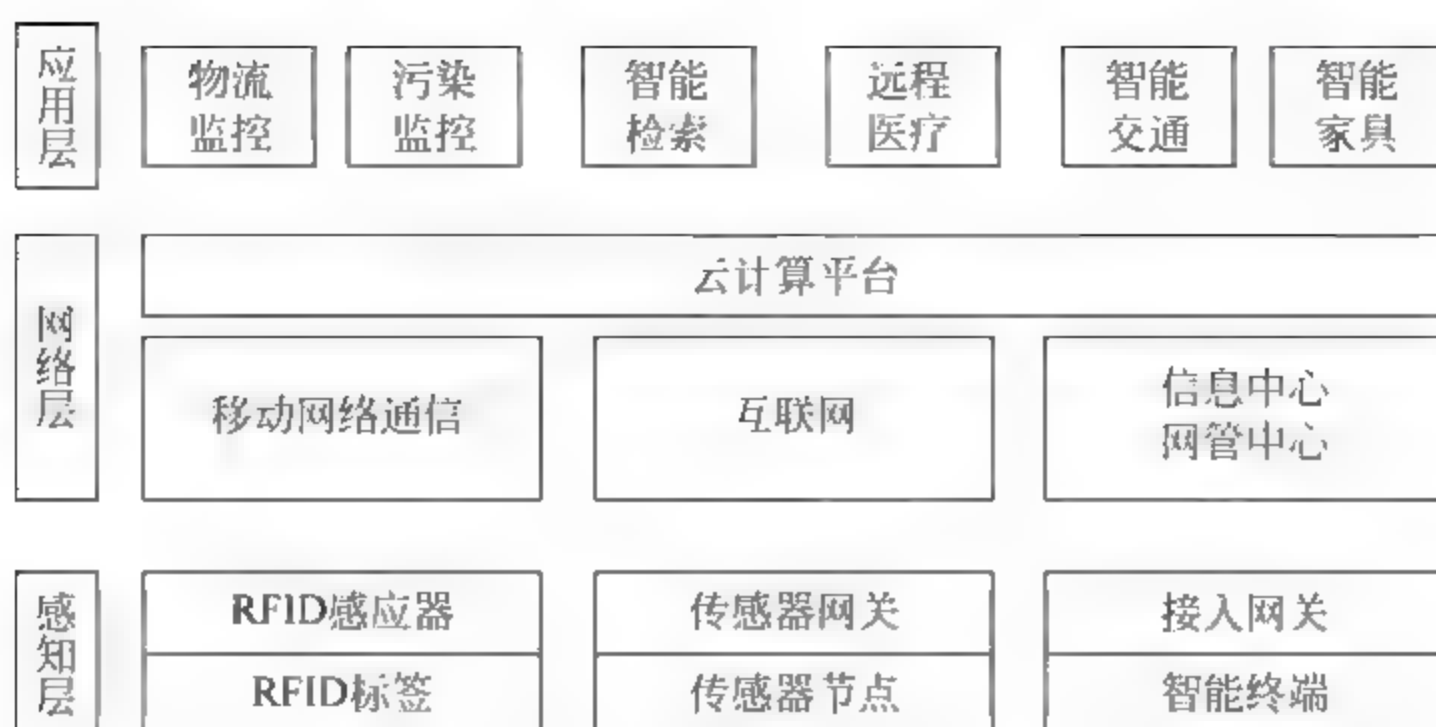 应用层
物流
监控
污染
监控
智能
检索
远程
医疗
智能
交通
智能
家具
网络层
云计算平台
移动网络通信
互联网
信息中心
网管中心
感知层
RFID感应器
传感器网关
接入网关
RFID标签
传感器节点
智能终端